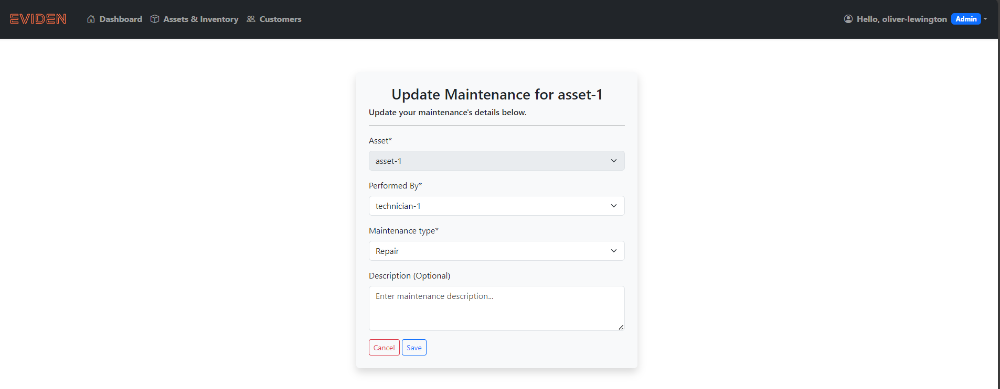 EVIDEN Dashboard Assets & Inventory Customers Hello, oliver-lewington Admin
Update Maintenance for asset-1
Update your maintenance's details below.
Asset*
asset-1
Performed By*
technician-1
Maintenance type*
Repair
Description (Optional)
Enter maintenance description...
Cancel Save